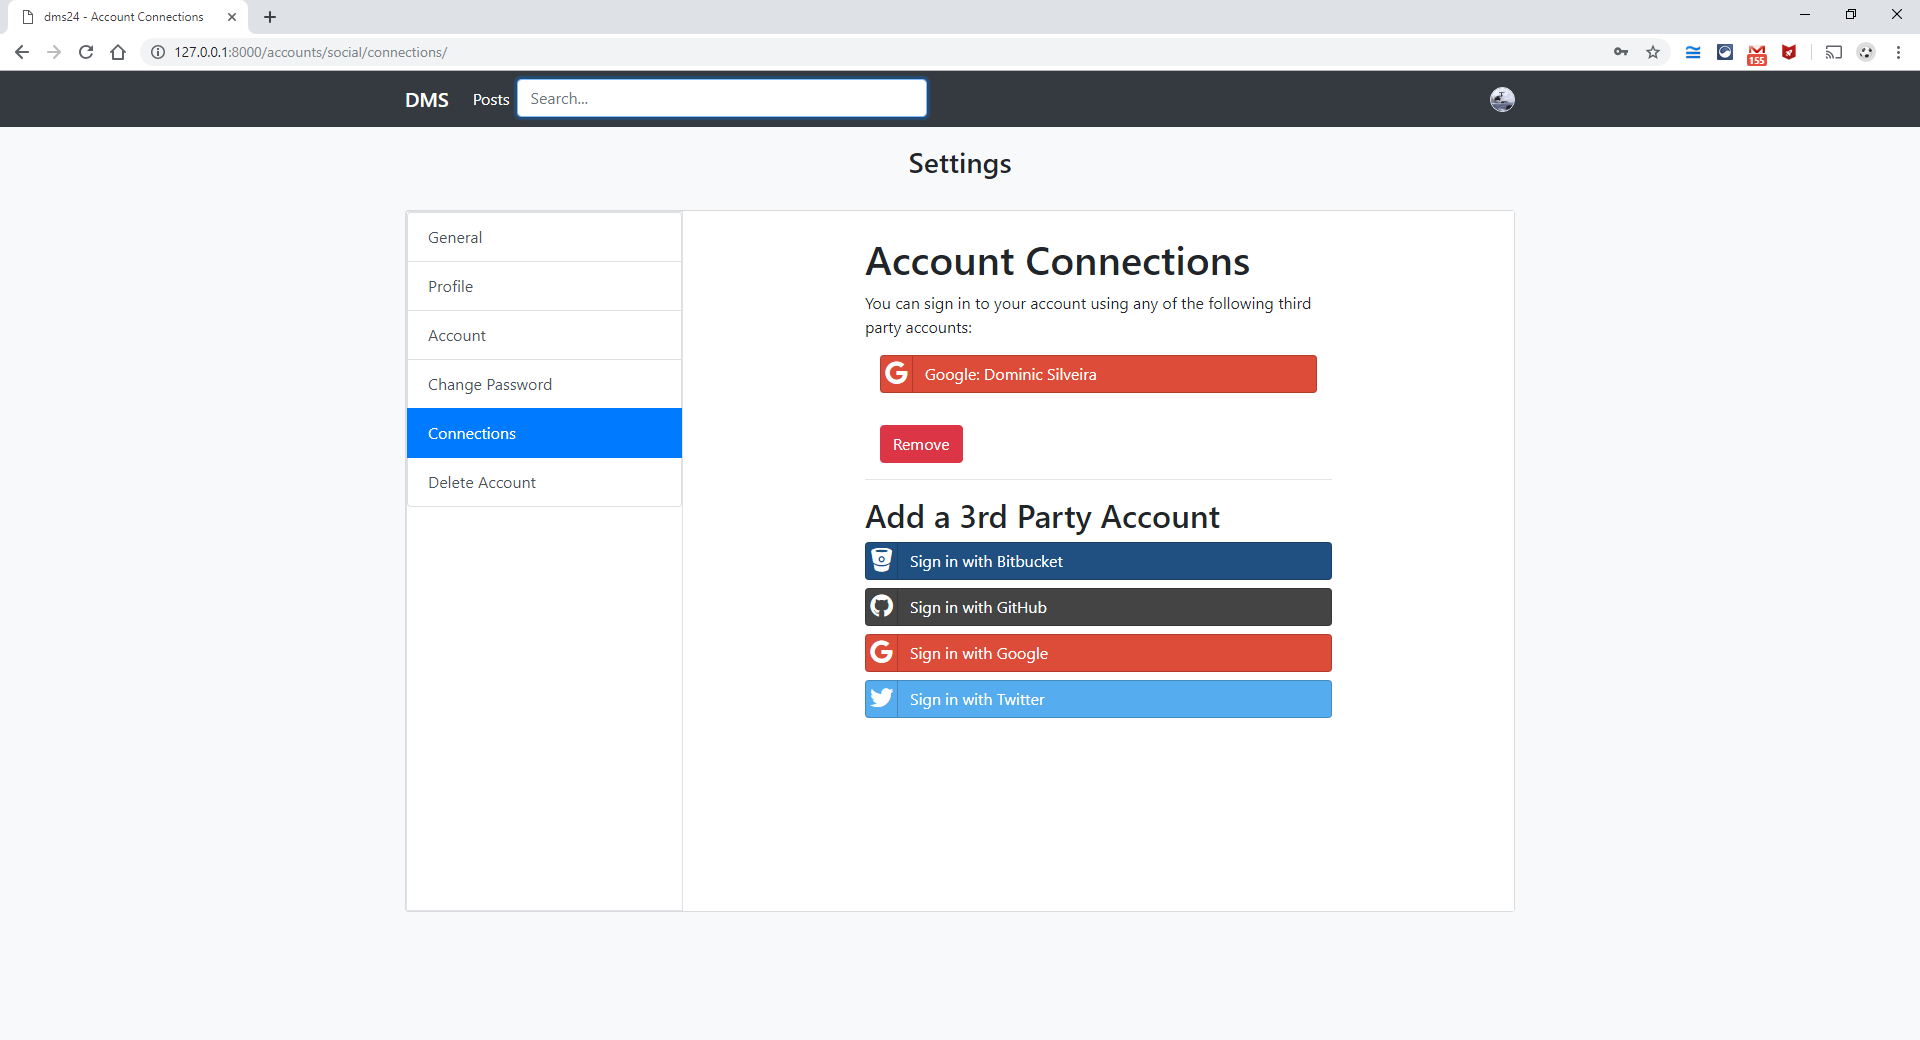 dms24 - Account Connections
127.0.0.1:8000/accounts/social/connections/
155
DMS
Posts
Search...
Settings
General
Profile
Account
Change Password
Connections
Delete Account
Account Connections
You can sign in to your account using any of the following third
party accounts:
Google: Dominic Silveira
Remove
Add a 3rd Party Account
Sign in with Bitbucket
Sign in with GitHub
Sign in with Google
Sign in with Twitter